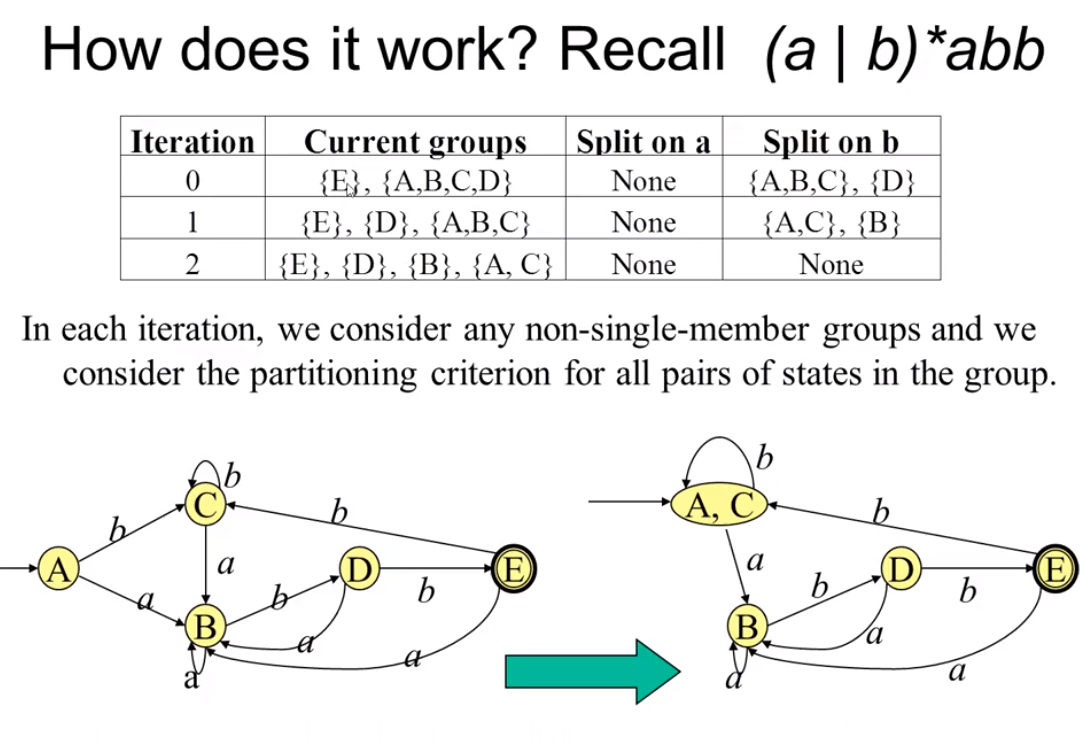 How does it work? Recall (a | b)*abb
Iteration Current groups Split on a Split on b
0 {E}, {A,B,C,D} None {A,B,C}, {D}
1 {E}, {D}, {A,B,C} None {A,C}, {B}
2 {E}, {D}, {B}, {A, C} None None
In each iteration, we consider any non-single-member groups and we
consider the partitioning criterion for all pairs of states in the group.
b
C
b
b
A
a
D
E
a
b
b
B
a
a
a
b
A, C
b
a
D
E
b
b
B
a
a
a